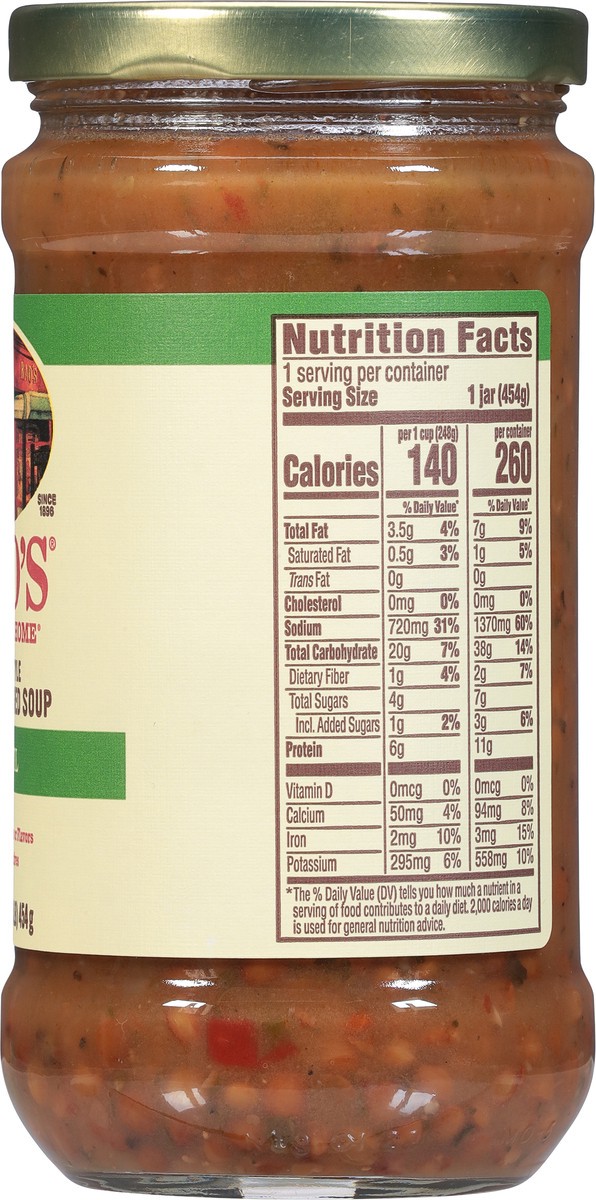 DAO'S
SINCE
1896
O'S®
HOME®
ED SOUP
Flavors
454g
Nutrition Facts
1 serving per container
Serving Size 1 jar (454g)
per 1 cup (248g) per container
Calories 140 260
% Daily Value* % Daily Value*
Total Fat 3.5g 4% 7g 9%
Saturated Fat 0.5g 3% 1g 5%
Trans Fat 0g 0g
Cholesterol 0mg 0% 0mg 0%
Sodium 720mg 31% 1370mg 60%
Total Carbohydrate 20g 7% 38g 14%
Dietary Fiber 1g 4% 2g 7%
Total Sugars 4g 7g
Incl. Added Sugars 1g 2% 3g 6%
Protein 6g 11g
Vitamin D 0mcg 0% 0mcg 0%
Calcium 50mg 4% 94mg 8%
Iron 2mg 10% 3mg 15%
Potassium 295mg 6% 558mg 10%
*The % Daily Value (DV) tells you how much a nutrient in a
serving of food contributes to a daily diet. 2,000 calories a day
is used for general nutrition advice.